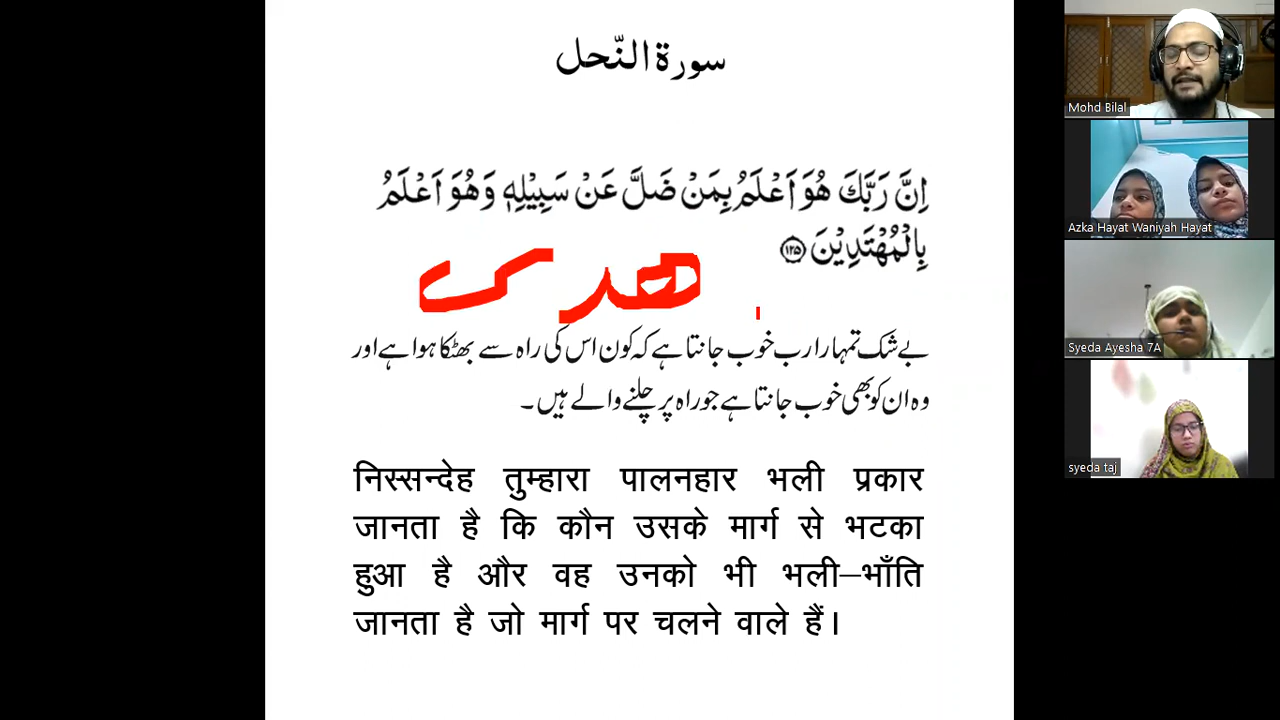 سورة النّحل
اِنَّ رَبَّكَ هُوَ اَعْلَمُ بِمَنْ ضَلَّ عَنْ سَبِيْلِهٖ وَهُوَ اَعْلَمُ
بِالْمُهْتَدِيْنَ ﴿۱۲۵﴾
ھدی
بے شک تمہارا رب خوب جانتا ہے کہ کون اس کی راہ سے بھٹکا ہوا ہے اور
وہ ان کو بھی خوب جانتا ہے جو راہ پر چلنے والے ہیں۔
निस्सन्देह तुम्हारा पालनहार भली प्रकार
जानता है कि कौन उसके मार्ग से भटका
हुआ है और वह उनको भी भली–भाँति
जानता है जो मार्ग पर चलने वाले हैं।
Mohd Bilal
Azka Hayat Waniyah Hayat
Syeda Ayesha 7A
syeda taj